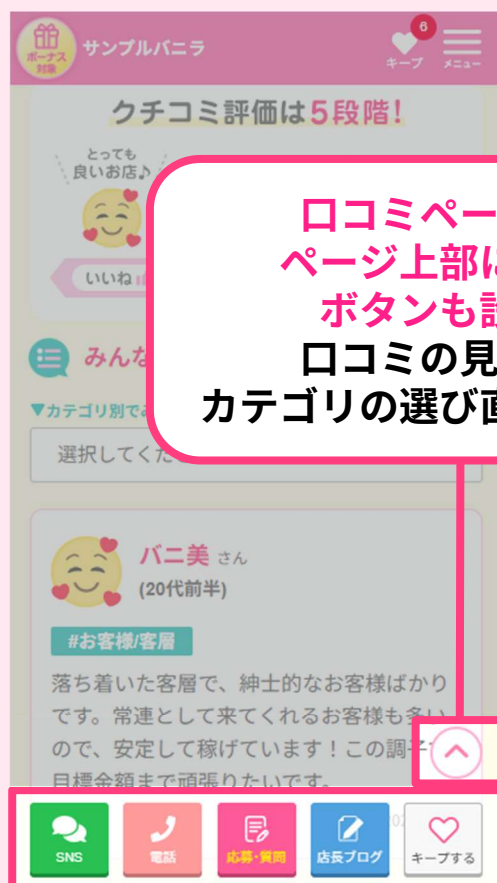 ボーナス
対象
サンプルバニラ
6
キープ
メニュー
クチコミ評価は5段階!
とっても
良いお店♪
いいね
口コミペー
ページ上部に
ボタンも設
口コミの見
カテゴリの選び直
みんな
▼カテゴリ別でみ
選択してくだ
バニ美 さん
(20代前半)
#お客様/客層
落ち着いた客層で、紳士的なお客様ばかり
です。常連として来てくれるお客様も多い
ので、安定して稼げています！この調子で
目標金額まで頑張りたいです。
SNS
電話
応募・質問
店長ブログ
キープする